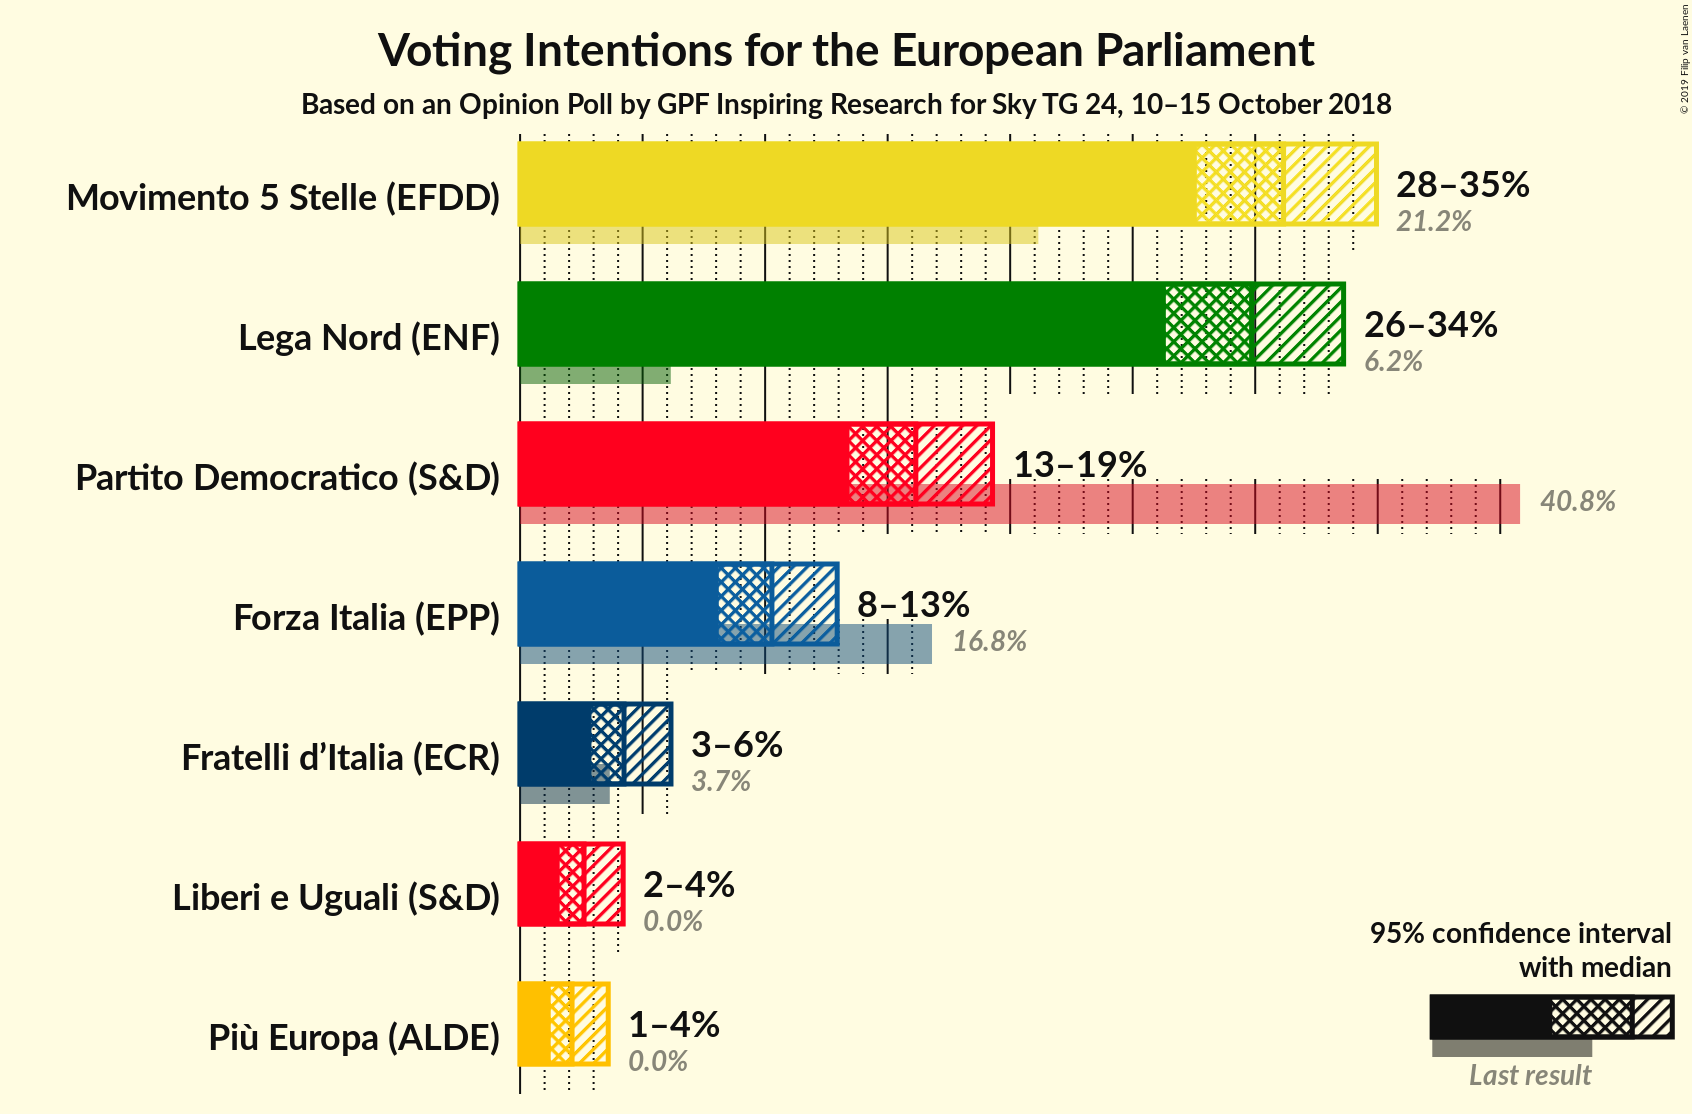 Voting Intentions for the European Parliament
Based on an Opinion Poll by GPF Inspiring Research for Sky TG 24, 10–15 October 2018
© 2019 Filip van Laenen
Movimento 5 Stelle (EFDD)
28–35%
21.2%
Lega Nord (ENF)
26–34%
6.2%
Partito Democratico (S&D)
13–19%
40.8%
Forza Italia (EPP)
8–13%
16.8%
Fratelli d’Italia (ECR)
3–6%
3.7%
Liberi e Uguali (S&D)
2–4%
0.0%
Più Europa (ALDE)
1–4%
0.0%
95% confidence interval
with median
Last result